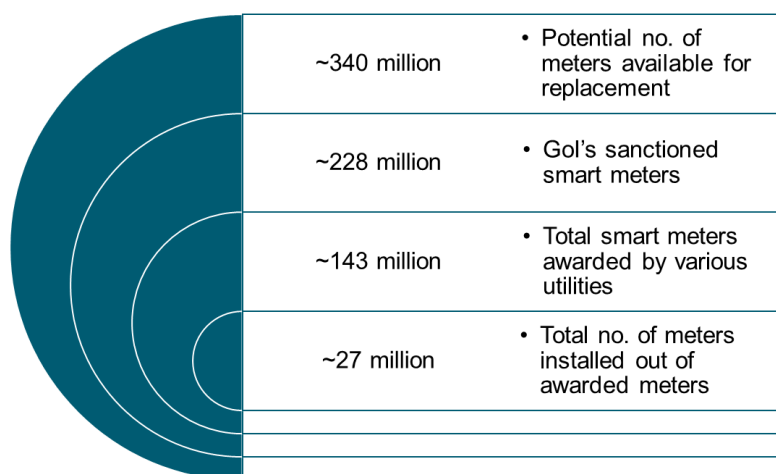 ~340 million
• Potential no. of
meters available for
replacement
~228 million
• GoI's sanctioned
smart meters
~143 million
• Total smart meters
awarded by various
utilities
~27 million
• Total no. of meters
installed out of
awarded meters